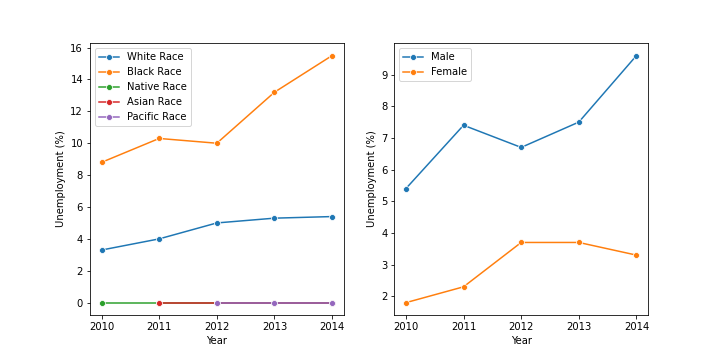 White Race
Black Race
Native Race
Asian Race
Pacific Race
Unemployment (%)
16
14
12
10
8
6
4
2
0
2010 2011 2012 2013 2014
Year
Male
Female
Unemployment (%)
9
8
7
6
5
4
3
2
2010 2011 2012 2013 2014
Year